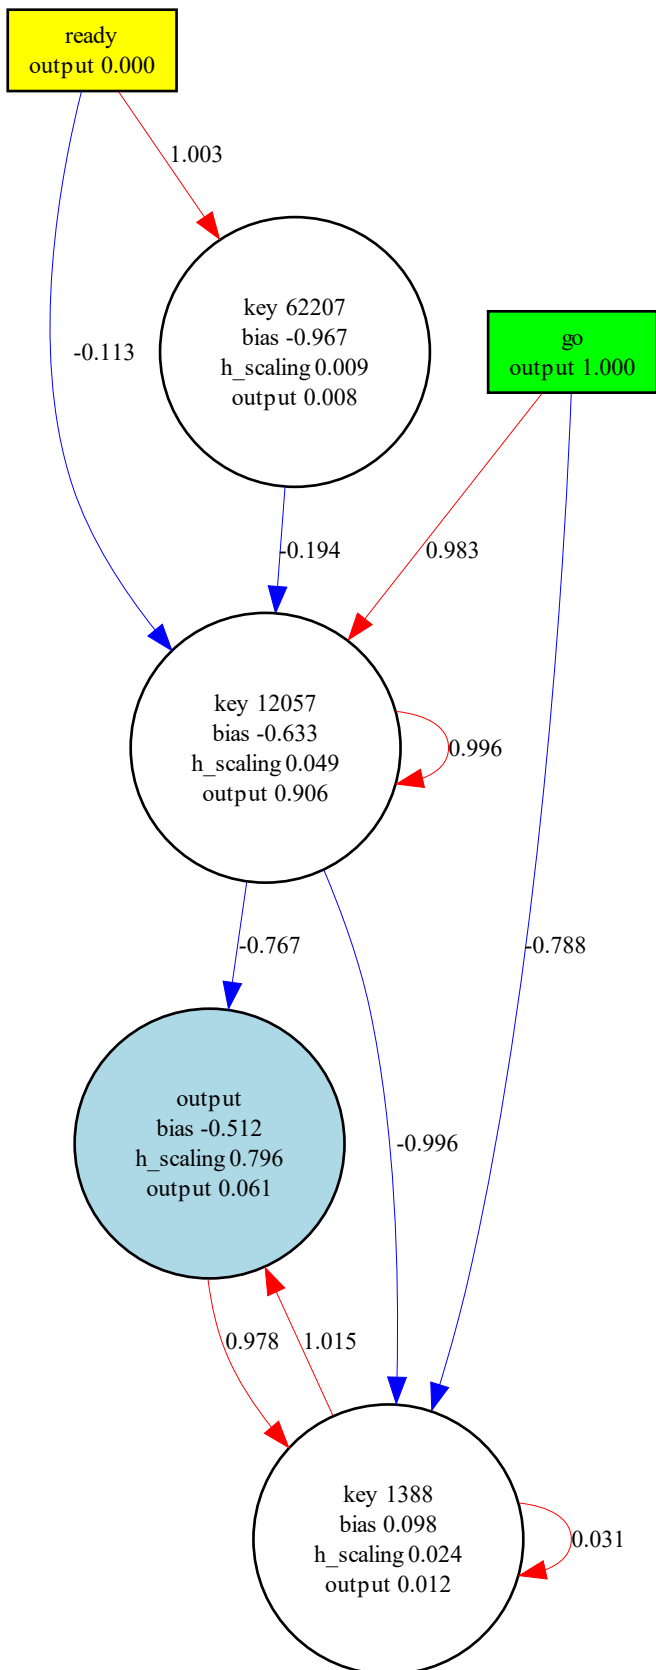 ready
output 0.000
1.003
key 62207
bias -0.967
h_scaling 0.009
output 0.008
go
output 1.000
-0.113
-0.194
0.983
key 12057
bias -0.633
h_scaling 0.049
output 0.906
0.996
-0.767
-0.788
output
bias -0.512
h_scaling 0.796
output 0.061
-0.996
0.978
1.015
key 1388
bias 0.098
h_scaling 0.024
output 0.012
0.031